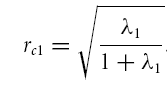 r_{c1} = \sqrt{\frac{\lambda_1}{1 + \lambda_1}}.